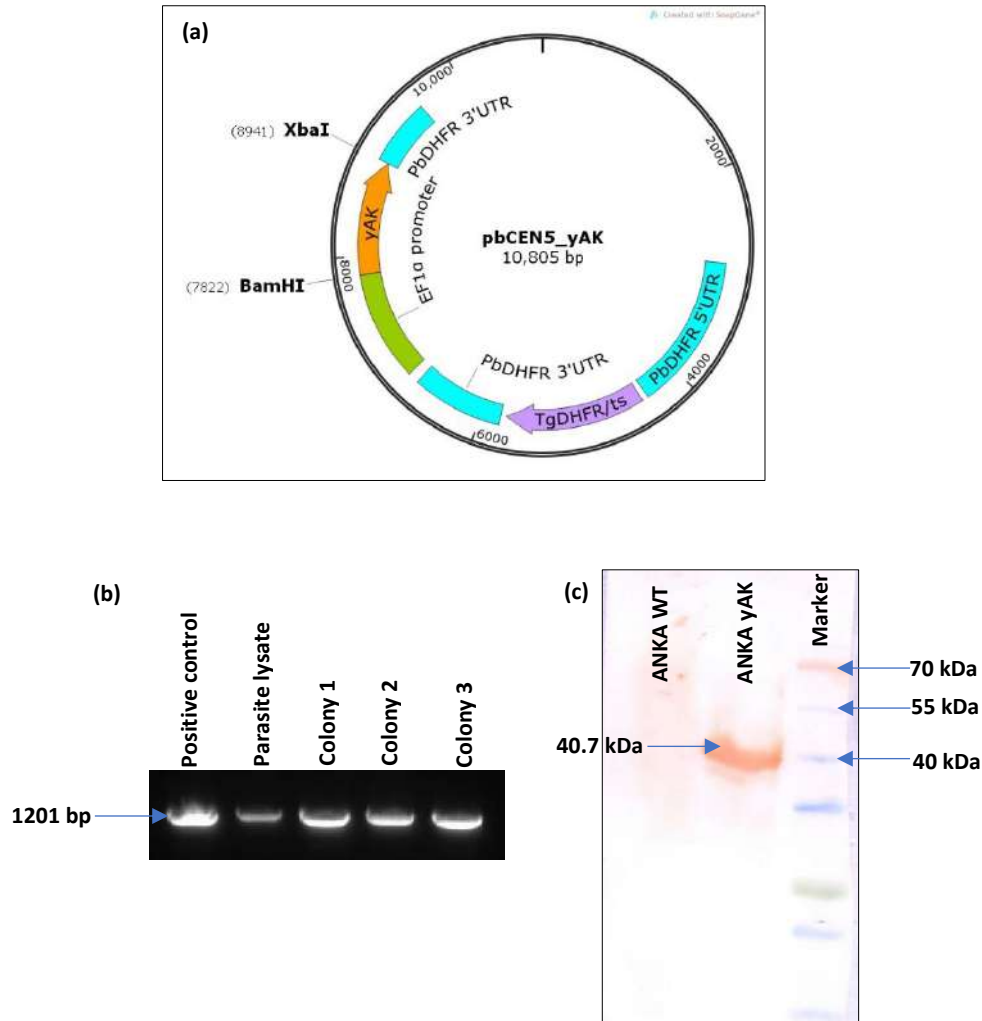 Created with SnapGene®
(a)
10,000
PbDHFR 3'UTR
(8941) XbaI
2000
yAK
EF1α promoter
pbCEN5_yAK
10,805 bp
8000
(7822) BamHI
PbDHFR 5'UTR
4000
PbDHFR 3'UTR
TgDHFR/ts
6000
(b)
Positive control
Parasite lysate
Colony 1
Colony 2
Colony 3
1201 bp
(c)
ANKA WT
ANKA yAK
Marker
70 kDa
55 kDa
40.7 kDa
40 kDa